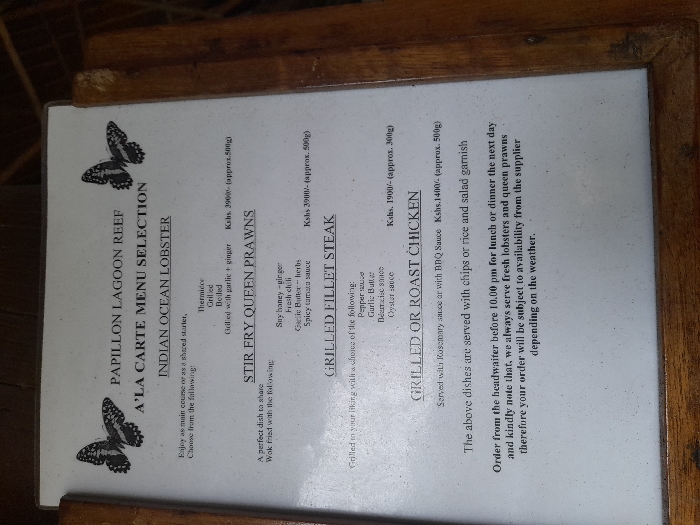 PAPILLON LAGOON REEF
A'LA CARTE MENU SELECTION
INDIAN OCEAN LOBSTER
Enjoy as main course or as a shared starter,
Choose from the following:
Thermidor
Grilled
Broiled
Grilled with garlic + ginger Kshs. 3900/- (approx.500g)
STIR FRY QUEEN PRAWNS
A perfect dish to share
Wok fried with the following:
Soy honey - ginger
Fresh chili
Garlic Butter – herbs
Spicy tomato sauce Kshs 3900/- (approx. 500g)
GRILLED FILLET STEAK
Grilled to your liking with a choice of the following:
Pepper sauce
Garlic Butter
Béarnaise sauce
Oyster sauce Kshs. 1900/- (approx. 300g)
GRILLED OR ROAST CHICKEN
Served with Rosemary sauce or with BBQ Sauce Kshs.1400/- (approx. 500g)
The above dishes are served with chips or rice and salad garnish
Order from the headwaiter before 10.00 pm for lunch or dinner the next day
and kindly note that, we always serve fresh lobsters and queen prawns
therefore your order will be subject to availability from the supplier
depending on the weather.